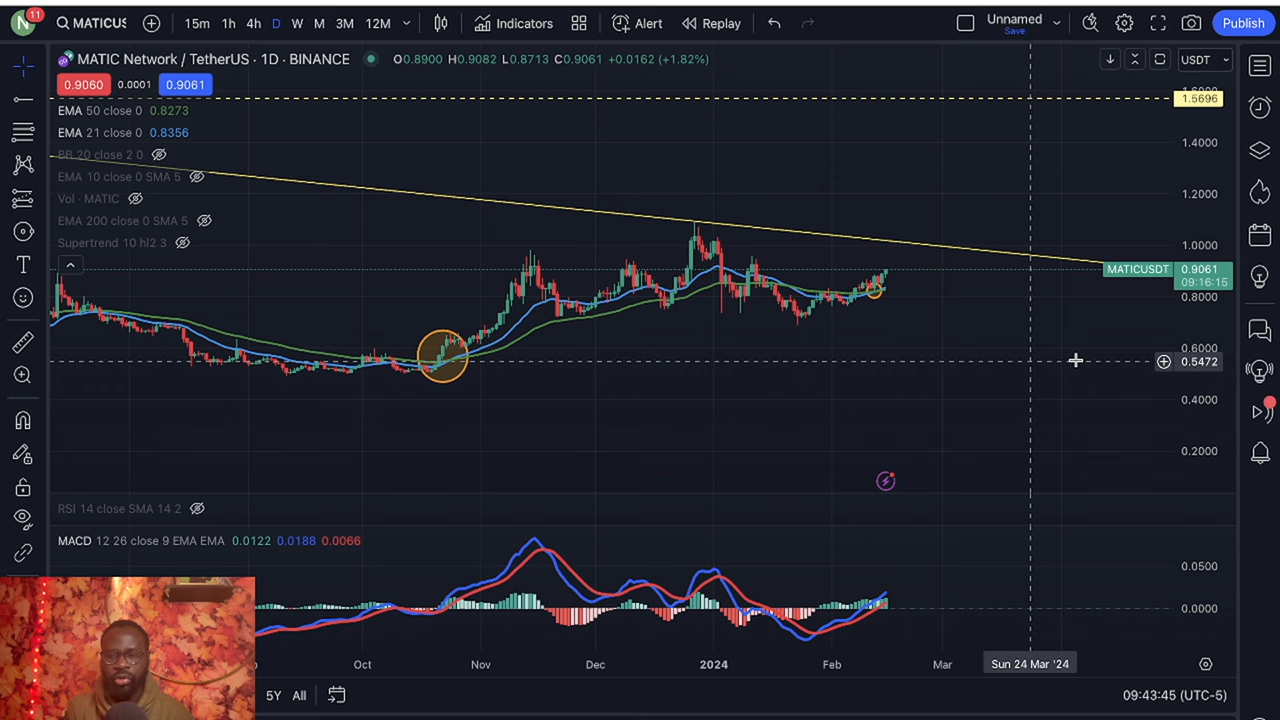 N 11 MATICUS 15m 1h 4h D W M 3M 12M Indicators Alert Replay Unnamed Publish
Save
MATIC Network / TetherUS · 1D · BINANCE O0.8900 H0.9082 L0.8713 C0.9061 +0.0162 (+1.82%) USDT
0.9060 0.0001 0.9061
EMA 50 close 0 0.8273
EMA 21 close 0 0.8356
BB 20 close 2 0
EMA 10 close 0 SMA 5
Vol · MATIC
EMA 200 close 0 SMA 5
Supertrend 10 hl2 3
1.5696
1.4000
1.2000
1.0000
MATICUSDT 0.9061
09:16:15
0.8000
0.6000
0.5472
0.4000
0.2000
RSI 14 close SMA 14 2
MACD 12 26 close 9 EMA EMA 0.0122 0.0188 0.0066
0.0500
0.0000
Oct Nov Dec 2024 Feb Mar Sun 24 Mar '24
5Y All 09:43:45 (UTC-5)